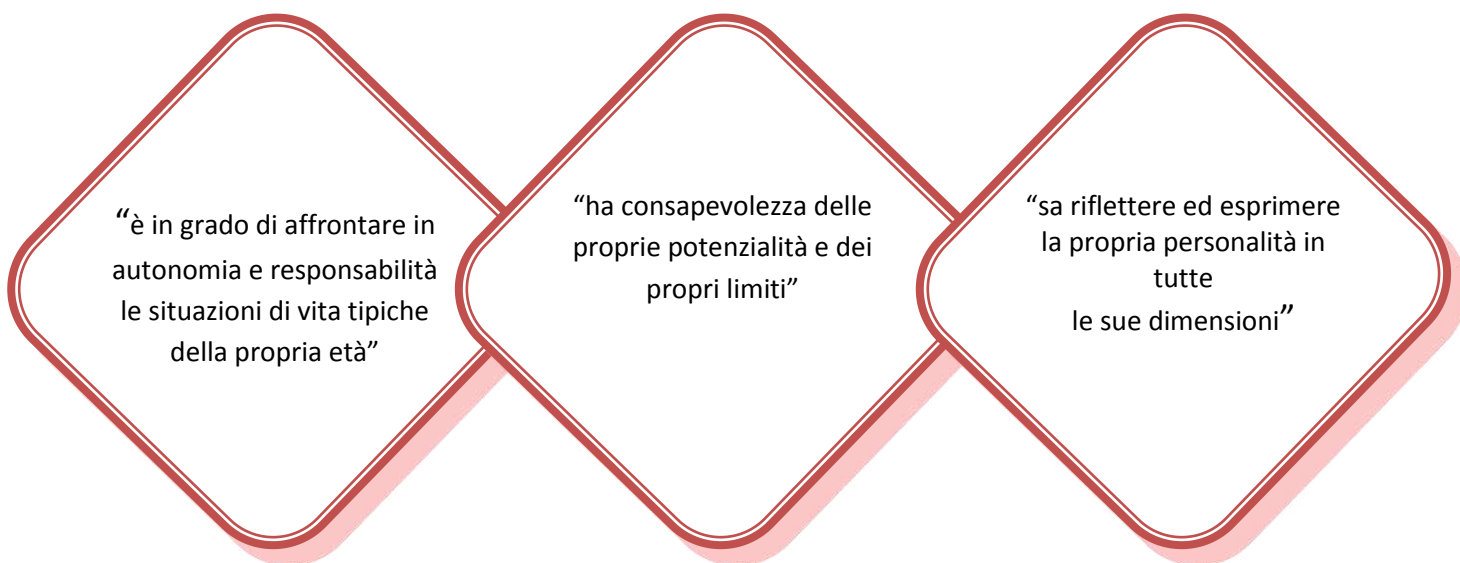 “è in grado di affrontare in
autonomia e responsabilità
le situazioni di vita tipiche
della propria età”
“ha consapevolezza delle
proprie potenzialità e dei
propri limiti”
“sa riflettere ed esprimere
la propria personalità in
tutte
le sue dimensioni”